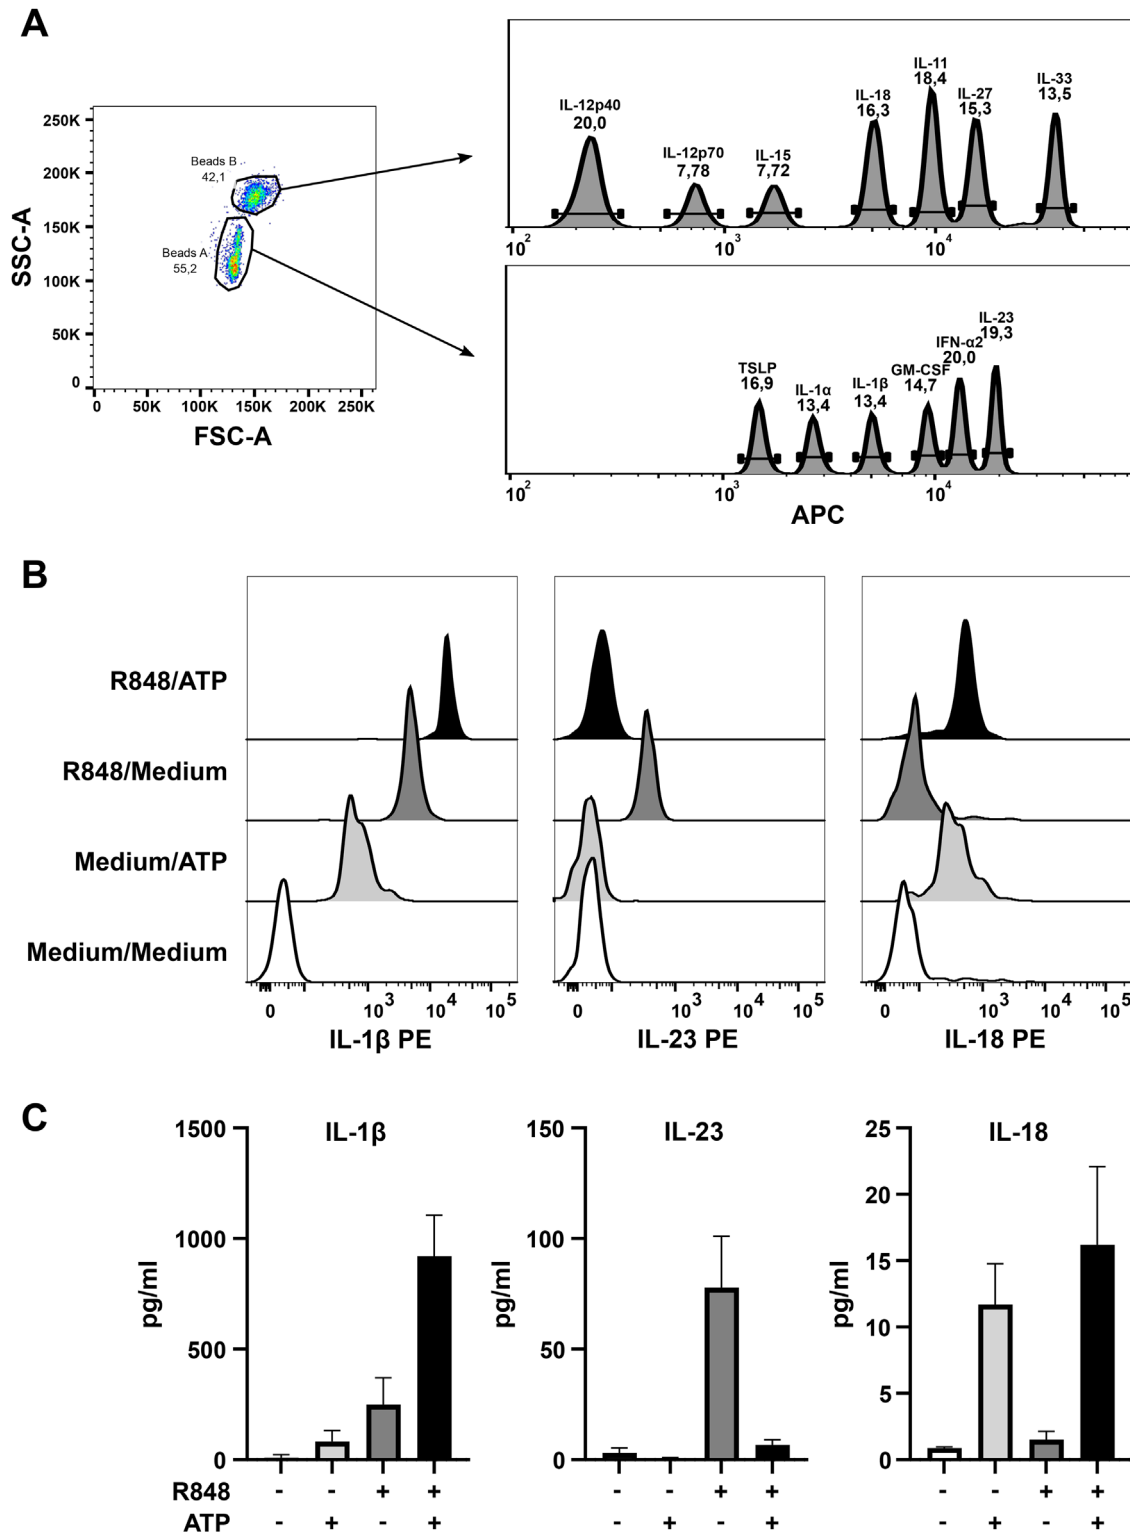 A
SSC-A
250K
200K
150K
100K
50K
0
Beads B
42,1
Beads A
55,2
0 50K 100K 150K 200K 250K
FSC-A
IL-12p40
20,0
IL-12p70
7,78
IL-15
7,72
IL-18
16,3
IL-11
18,4
IL-27
15,3
IL-33
13,5
10² 10³ 10⁴
TSLP
16,9
IL-1α
13,4
IL-1β
13,4
GM-CSF
14,7
IFN-α2
20,0
IL-23
19,3
10² 10³ 10⁴
APC
B
R848/ATP
R848/Medium
Medium/ATP
Medium/Medium
0 10³ 10⁴ 10⁵
IL-1β PE
0 10³ 10⁴ 10⁵
IL-23 PE
0 10³ 10⁴ 10⁵
IL-18 PE
C
IL-1β
pg/ml
1500
1000
500
0
IL-23
pg/ml
150
100
50
0
IL-18
pg/ml
25
20
15
10
5
0
R848 - - + + - - + + - - + +
ATP - + - + - + - + - + - +